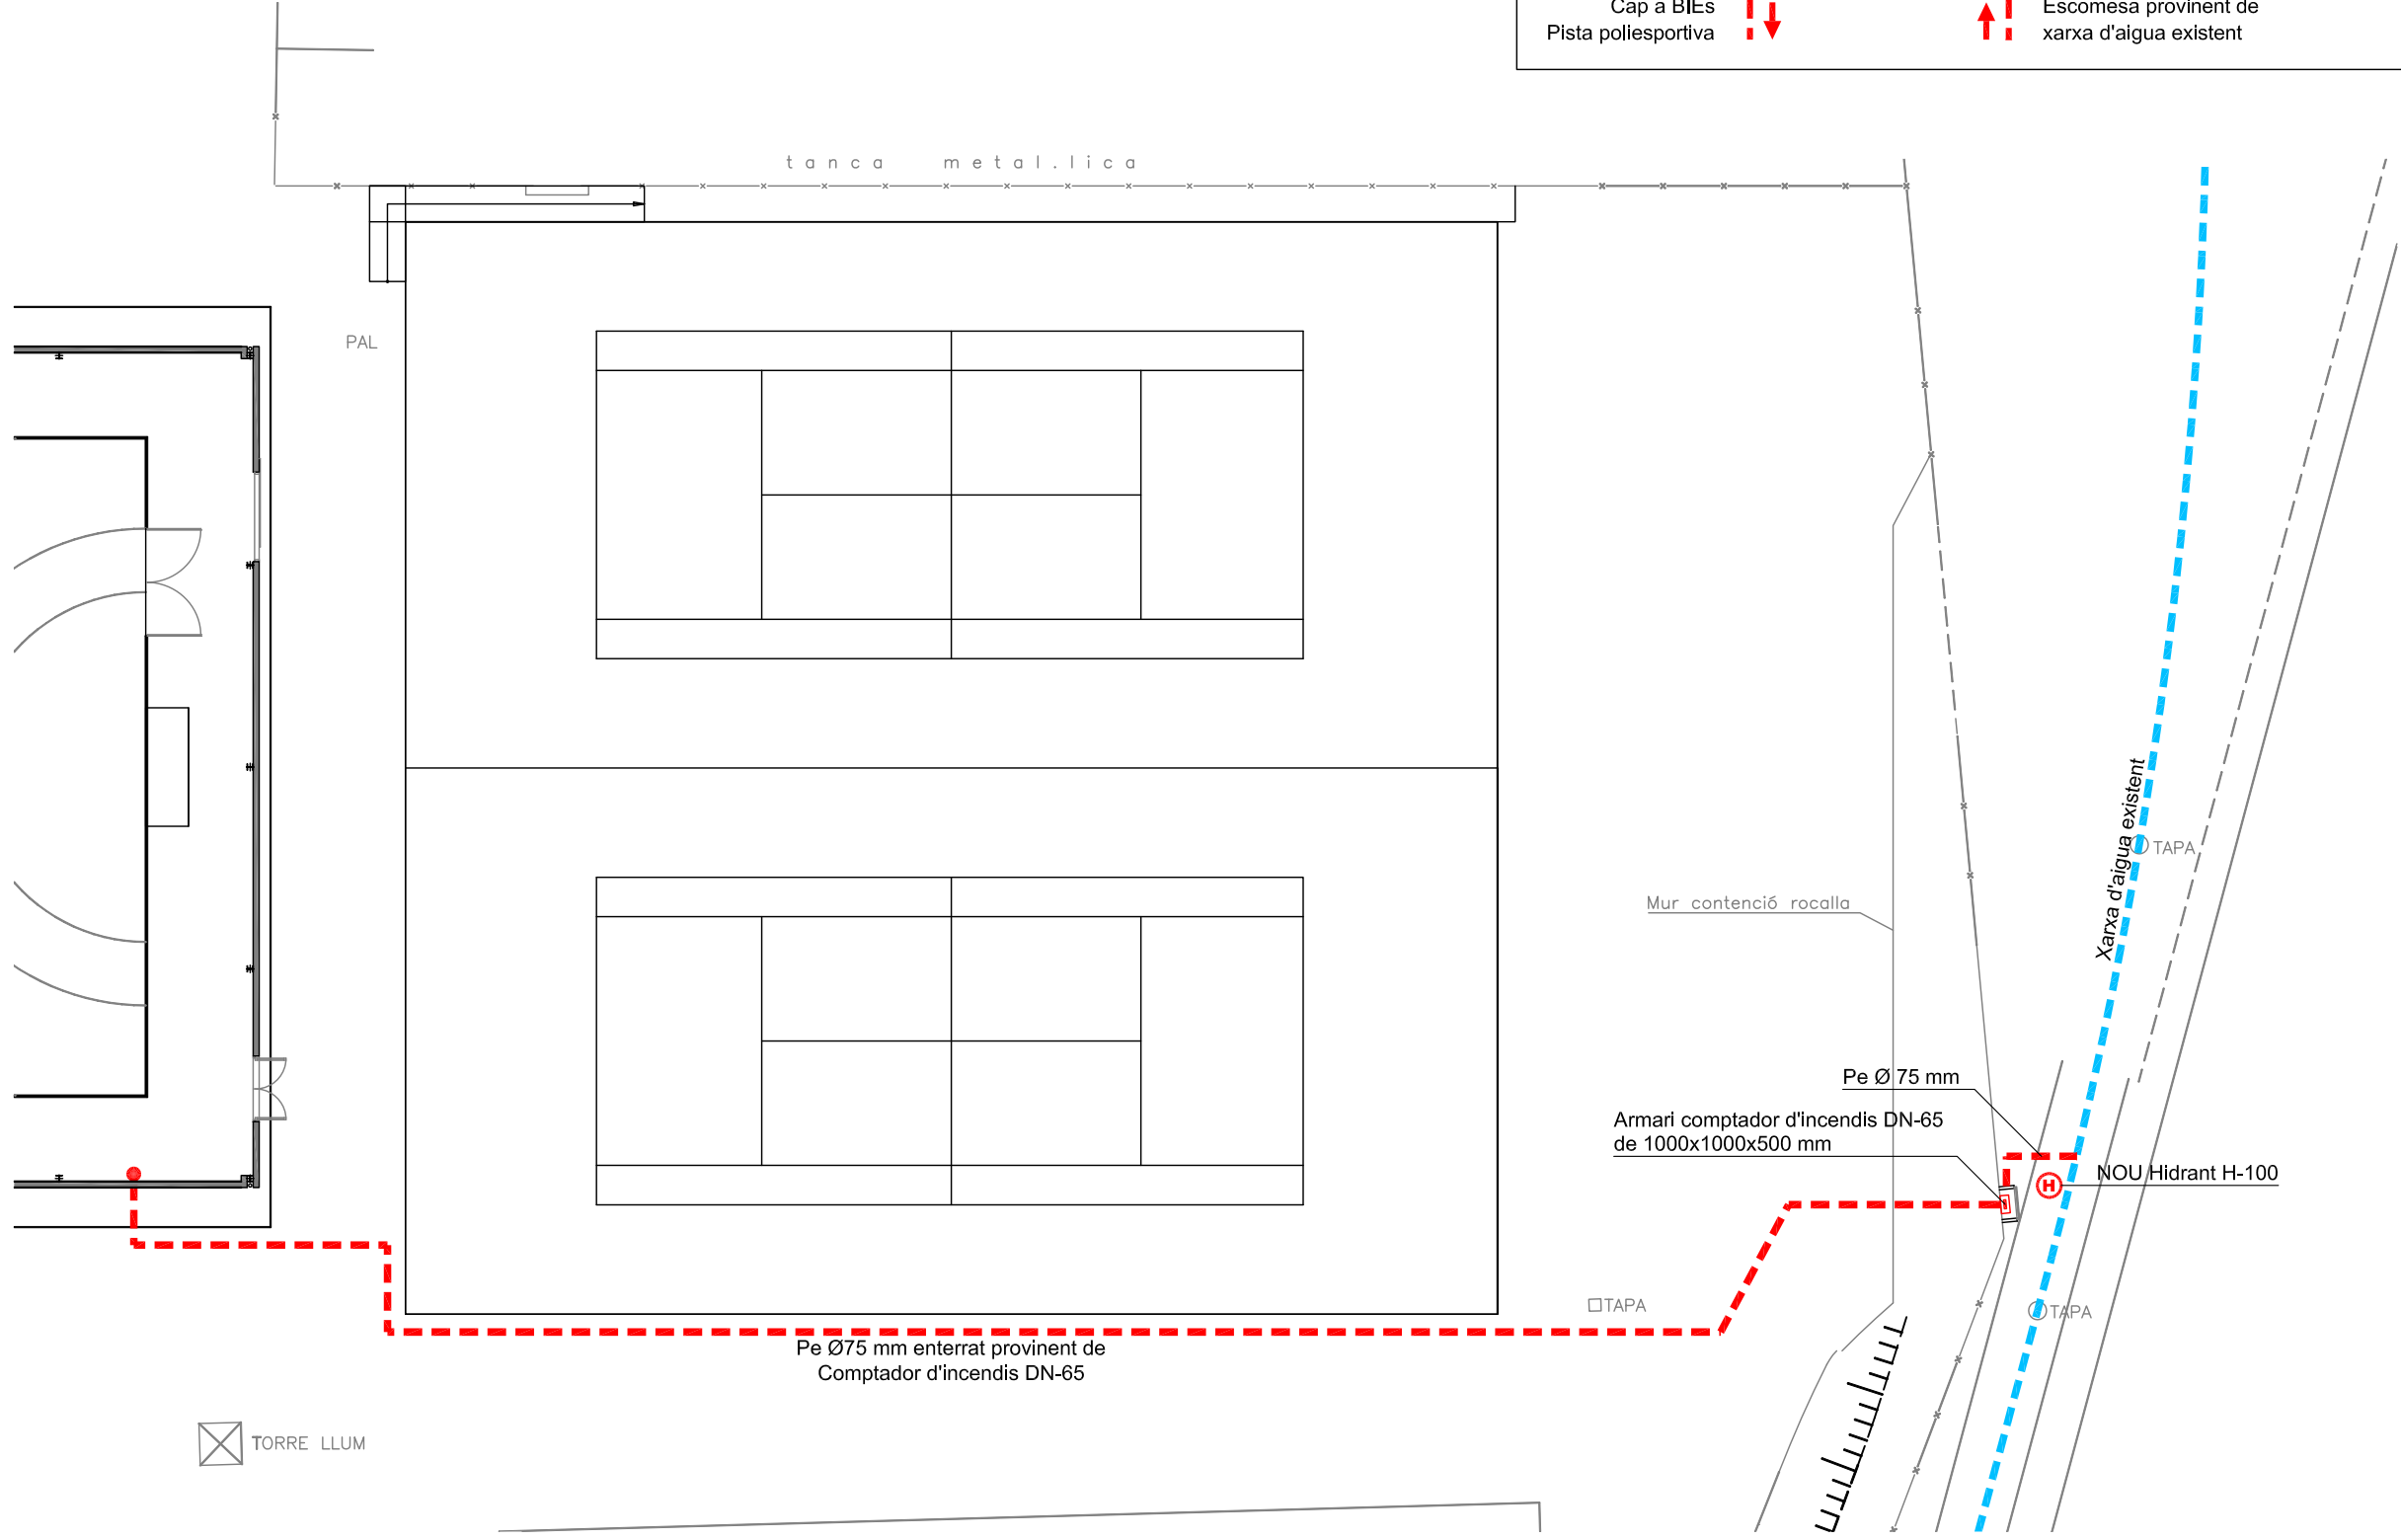 Cap a BIEs
Pista poliesportiva
Escomesa provinent de
xarxa d'aigua existent
tanca metal.lica
PAL
Xarxa d'aigua existent
TAPA
Mur contenció rocalla
Pe Ø 75 mm
Armari comptador d'incendis DN-65
de 1000x1000x500 mm
NOU Hidrant H-100
H
TAPA
TAPA
Pe Ø75 mm enterrat provinent de
Comptador d'incendis DN-65
TORRE LLUM